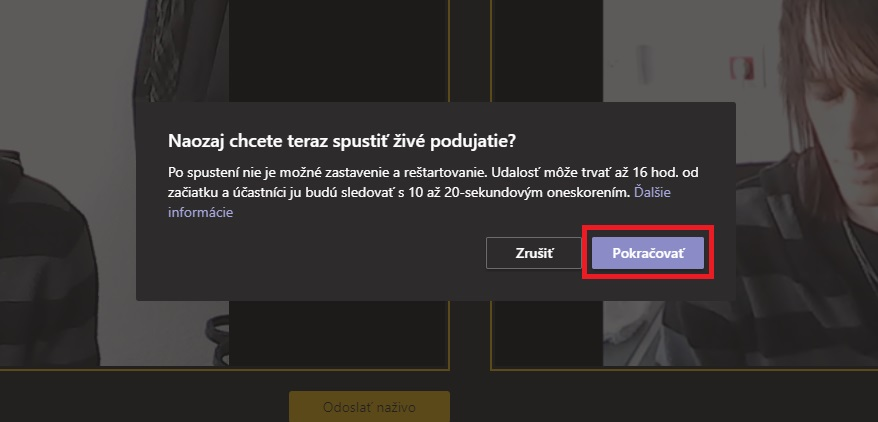 Naozaj chcete teraz spustiť živé podujatie?
Po spustení nie je možné zastavenie a reštartovanie. Udalosť môže trvať až 16 hod. od
začiatku a účastníci ju budú sledovať s 10 až 20-sekundovým oneskorením. Ďalšie
informácie
Zrušiť
Pokračovať
Odoslať naživo